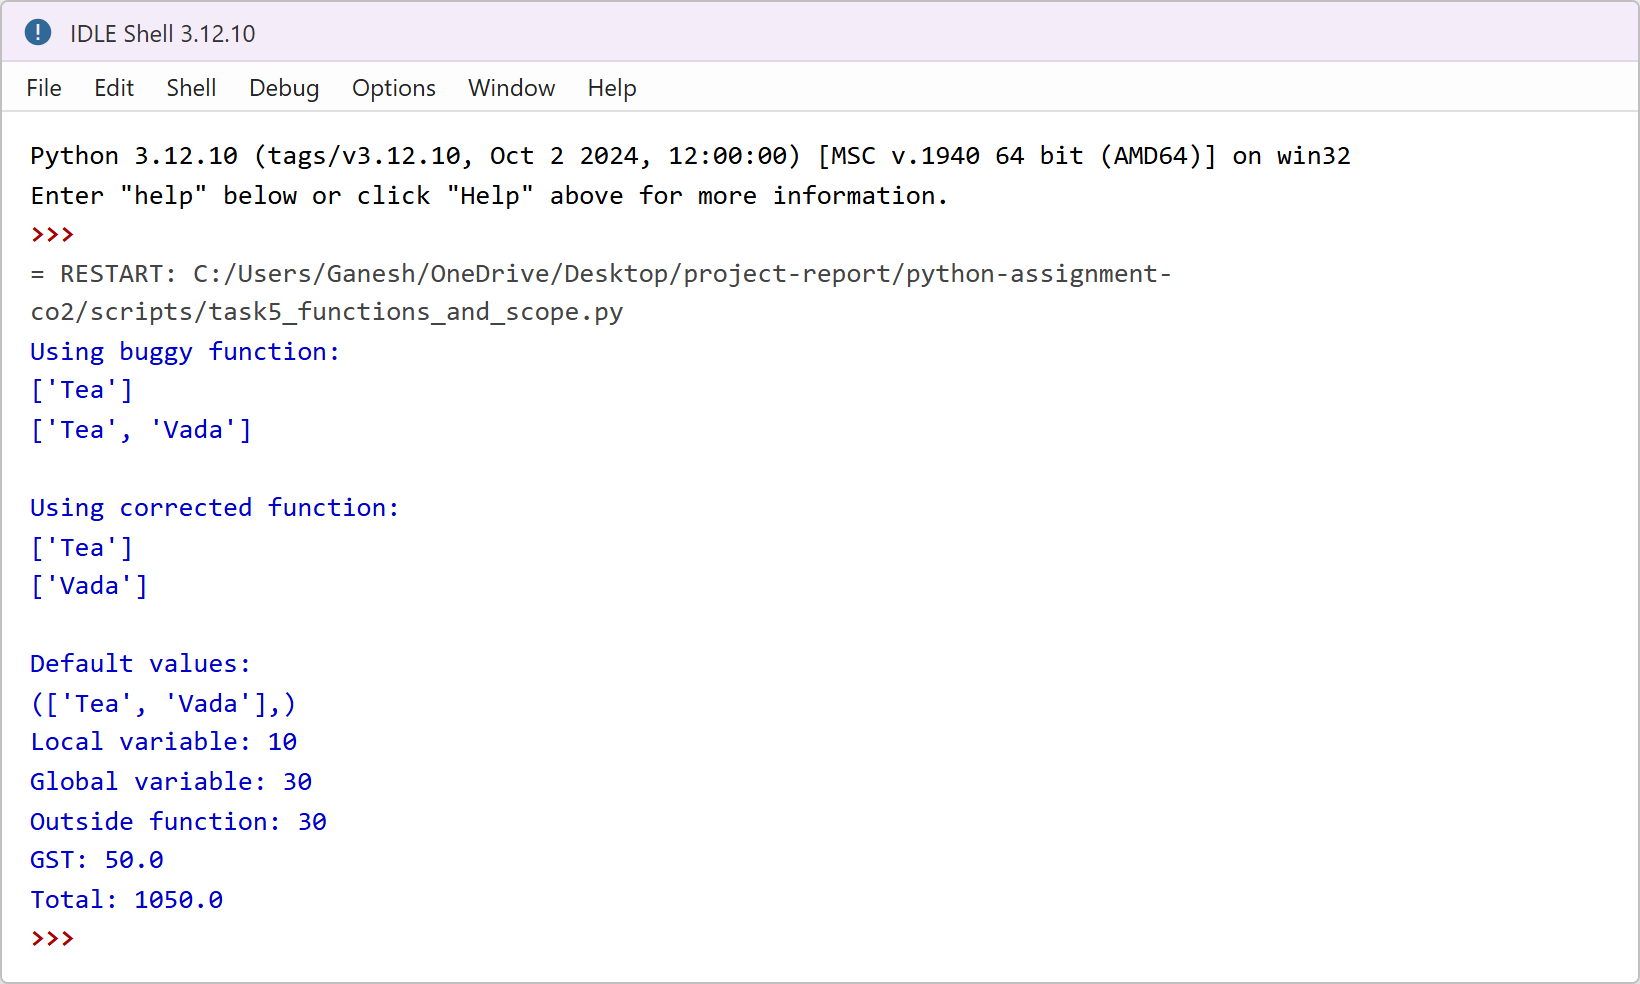 IDLE Shell 3.12.10
File Edit Shell Debug Options Window Help
Python 3.12.10 (tags/v3.12.10, Oct 2 2024, 12:00:00) [MSC v.1940 64 bit (AMD64)] on win32
Enter "help" below or click "Help" above for more information.
>>>
= RESTART: C:/Users/Ganesh/OneDrive/Desktop/project-report/python-assignment-
co2/scripts/task5_functions_and_scope.py
Using buggy function:
['Tea']
['Tea', 'Vada']

Using corrected function:
['Tea']
['Vada']

Default values:
(['Tea', 'Vada'],)
Local variable: 10
Global variable: 30
Outside function: 30
GST: 50.0
Total: 1050.0
>>>